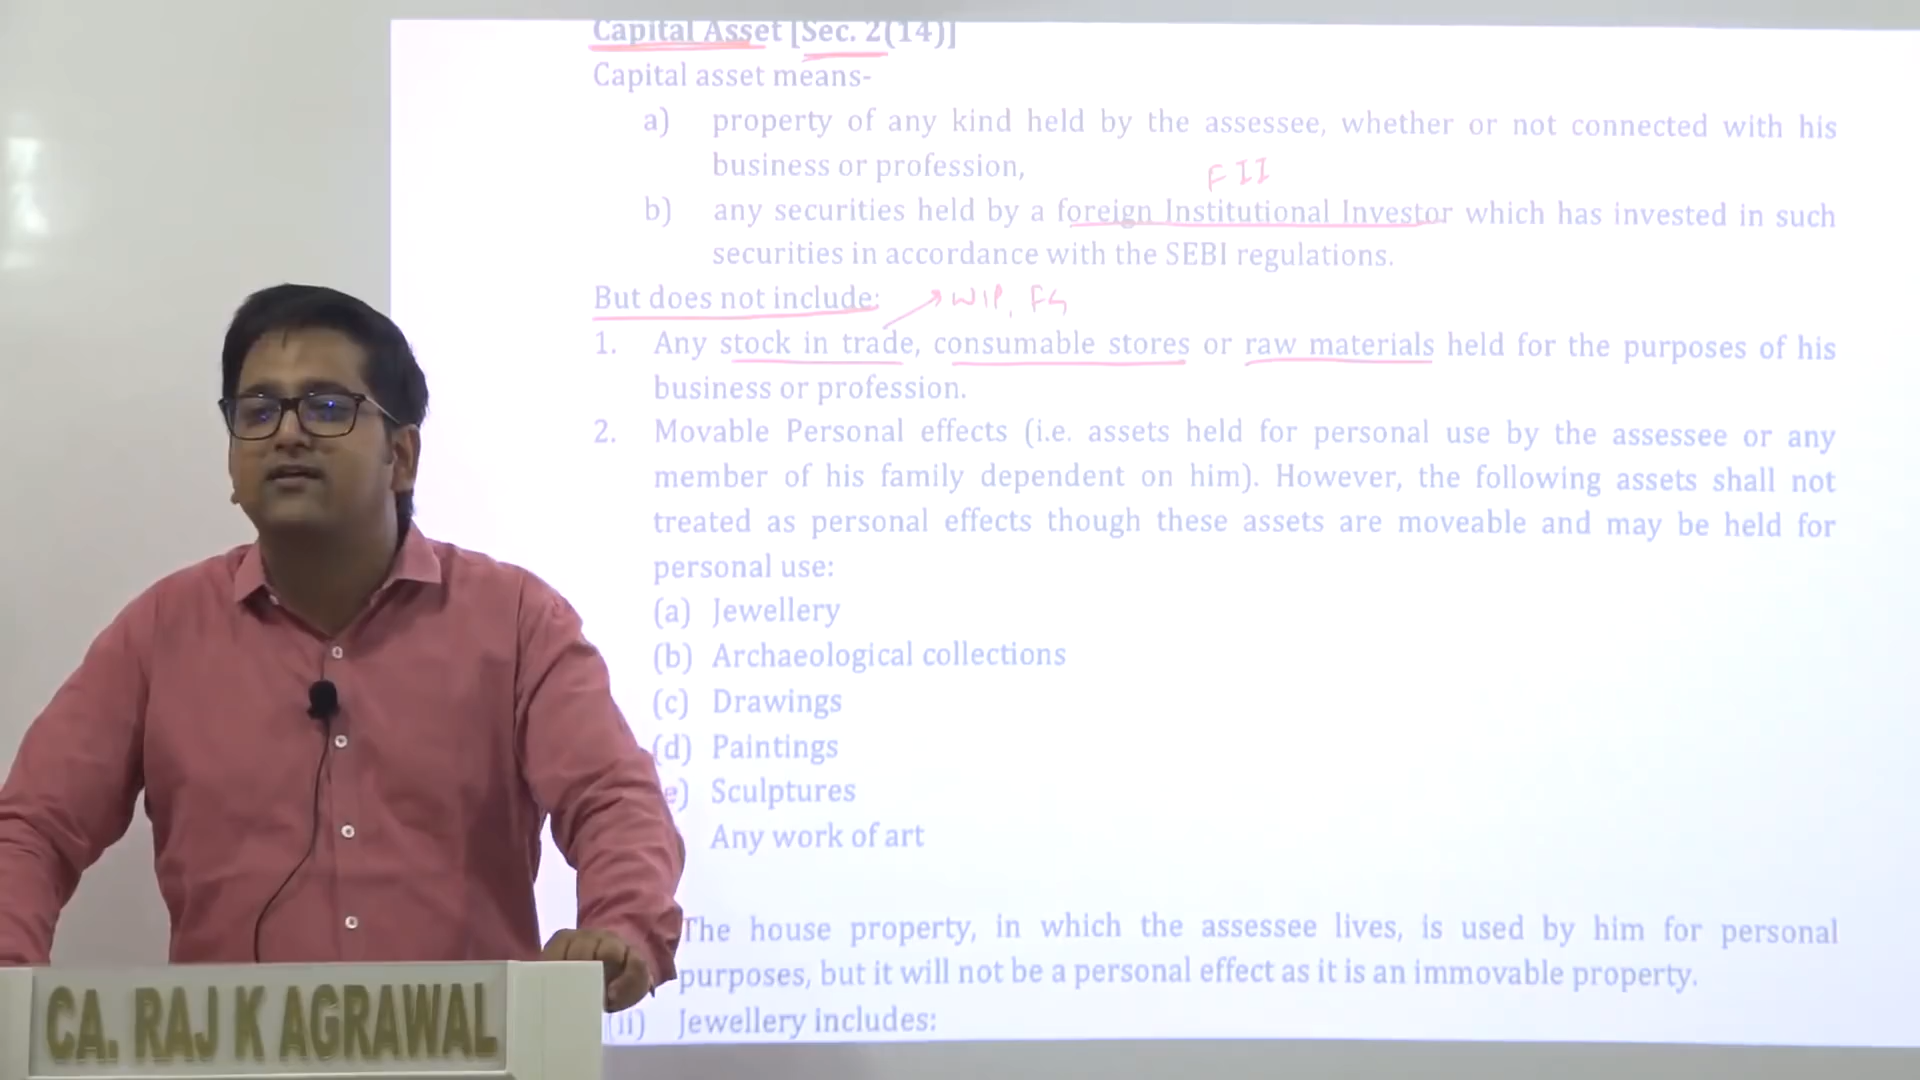 Capital Asset [Sec. 2(14)]
Capital asset means-
a) property of any kind held by the assessee, whether or not connected with his
business or profession,
FII
b) any securities held by a foreign Institutional Investor which has invested in such
securities in accordance with the SEBI regulations.
But does not include: WIP, FG
1. Any stock in trade, consumable stores or raw materials held for the purposes of his
business or profession.
2. Movable Personal effects (i.e. assets held for personal use by the assessee or any
member of his family dependent on him). However, the following assets shall not
treated as personal effects though these assets are moveable and may be held for
personal use:
(a) Jewellery
(b) Archaeological collections
(c) Drawings
(d) Paintings
e) Sculptures
Any work of art
The house property, in which the assessee lives, is used by him for personal
purposes, but it will not be a personal effect as it is an immovable property.
(ii) Jewellery includes:
CA. RAJ K AGRAWAL